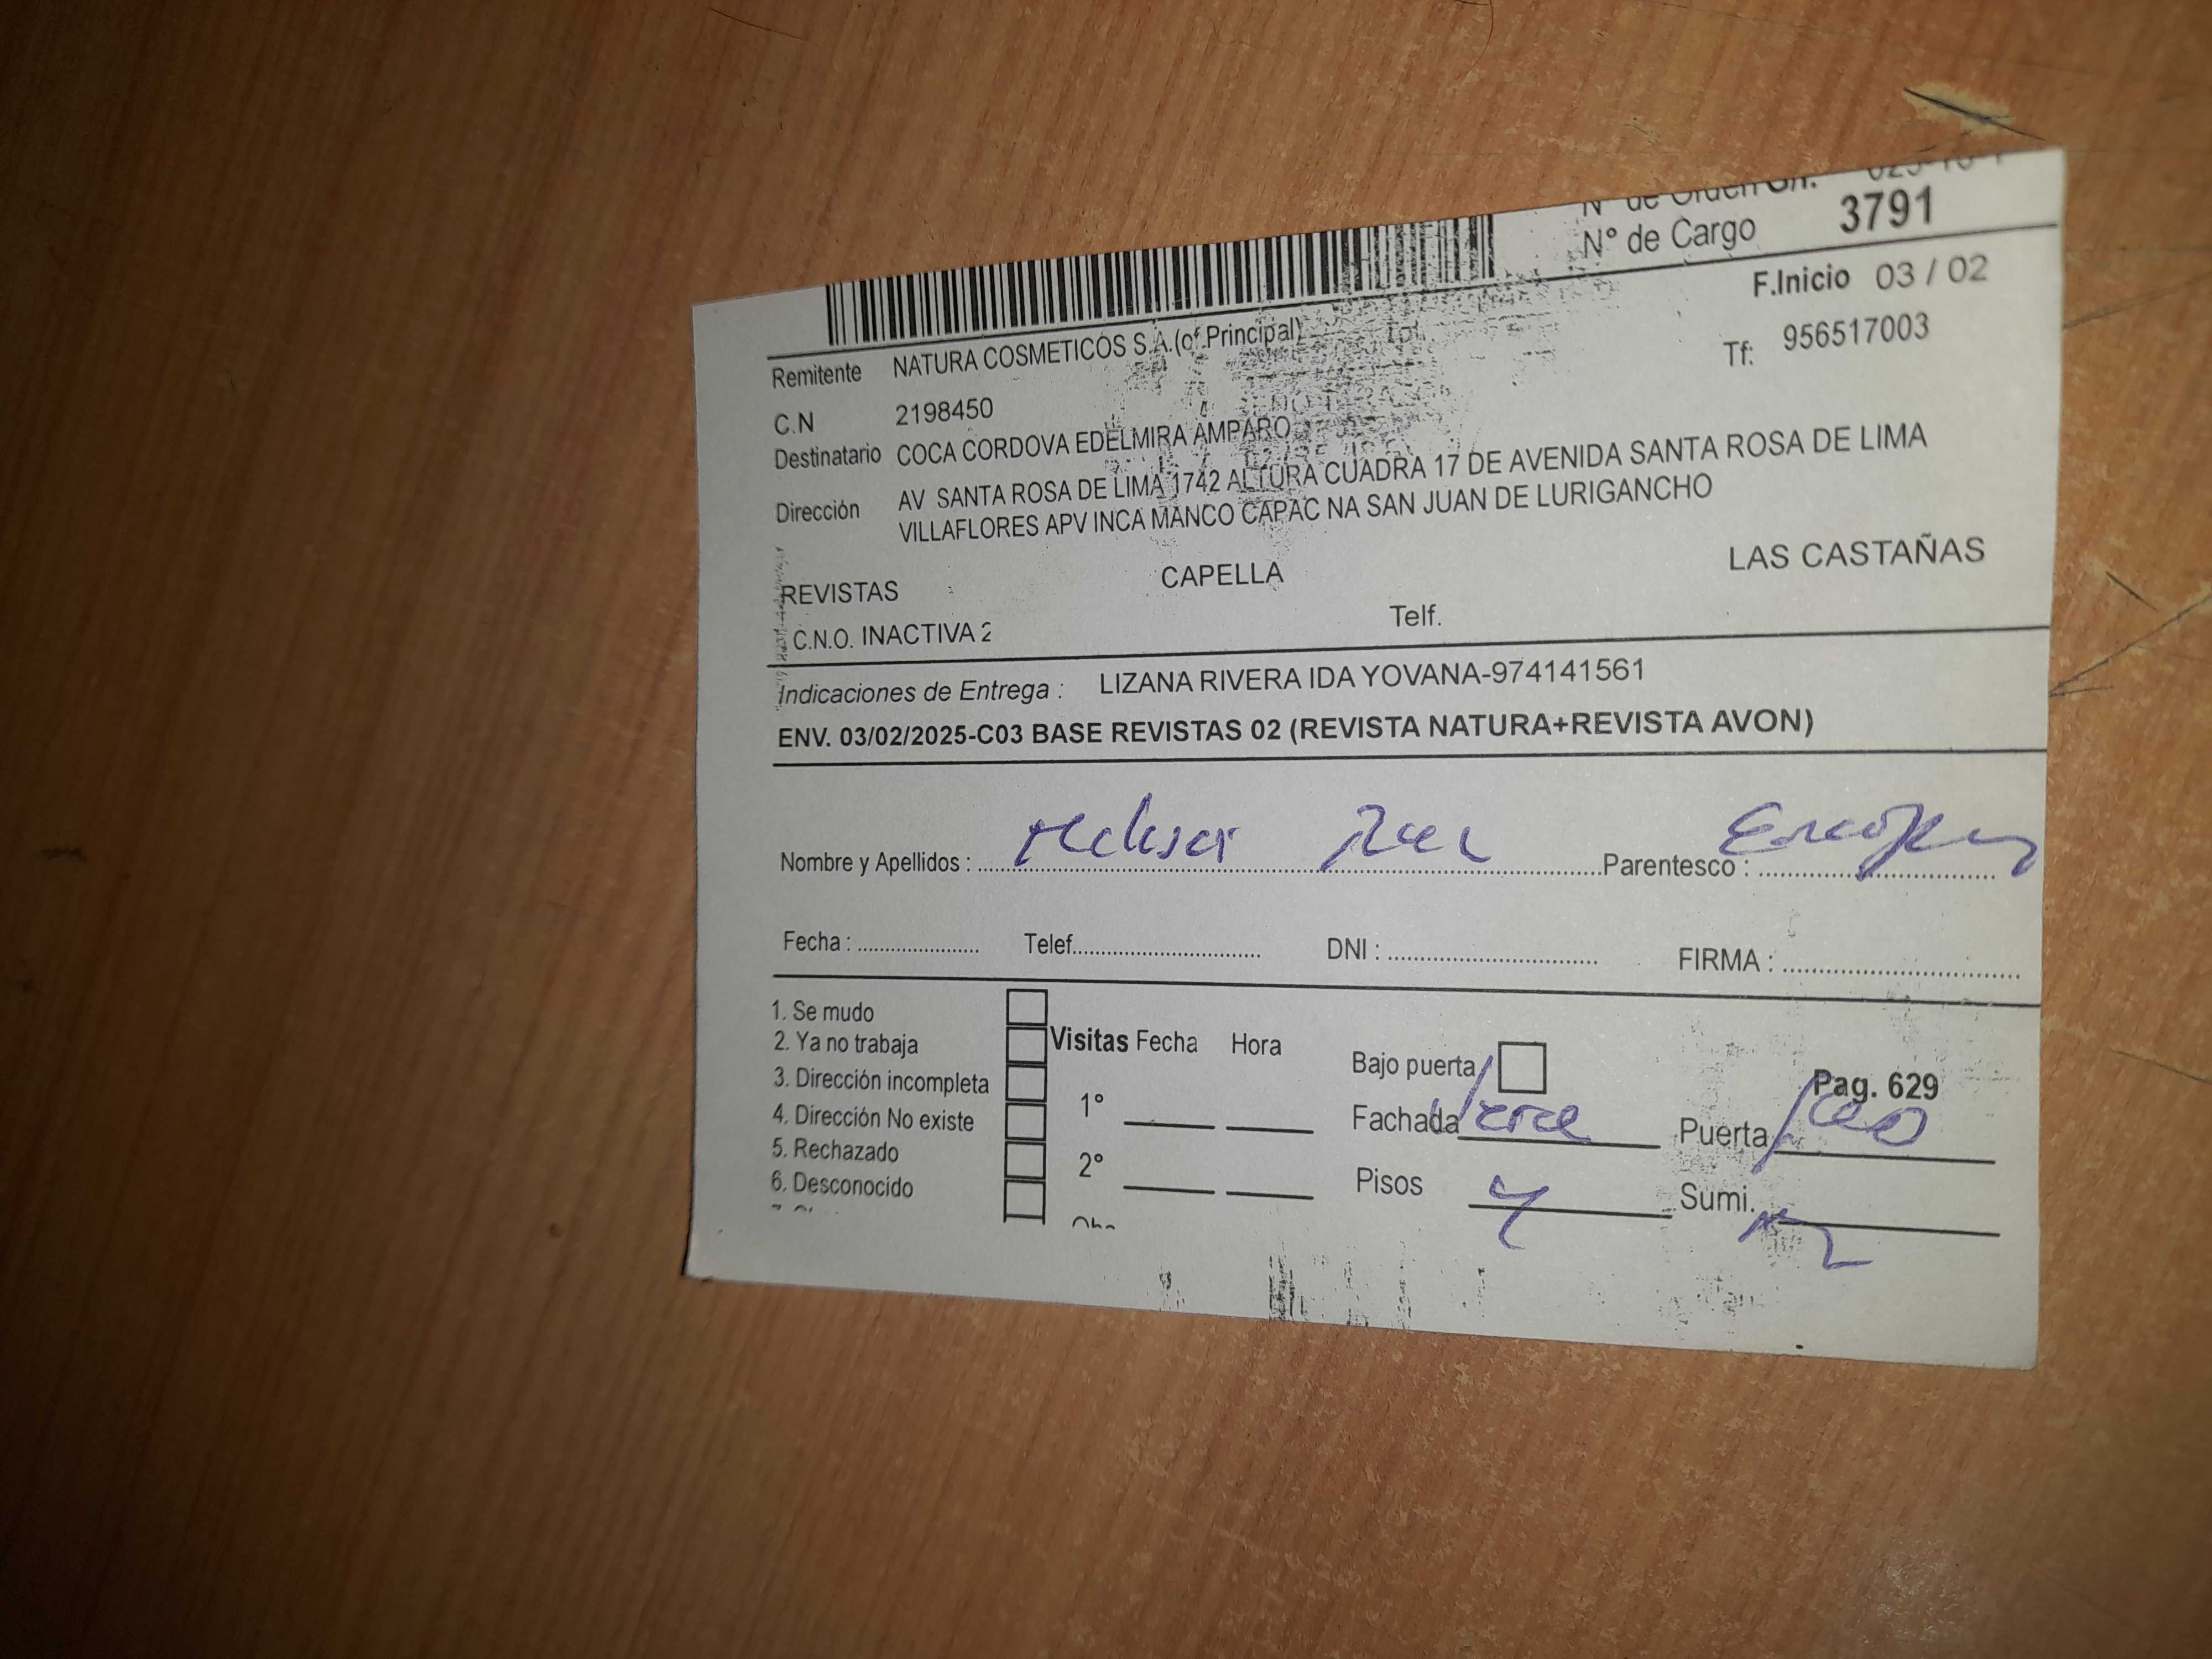 N° de Orden
N° de Cargo 3791
F.Inicio 03 / 02
Remitente NATURA COSMETICOS S.A.(of.Principal)
Tf: 956517003
C.N 2198450
Destinatario COCA CORDOVA EDELMIRA AMPARO
Dirección AV SANTA ROSA DE LIMA 1742 ALTURA CUADRA 17 DE AVENIDA SANTA ROSA DE LIMA
VILLAFLORES APV INCA MANCO CAPAC NA SAN JUAN DE LURIGANCHO
REVISTAS CAPELLA LAS CASTAÑAS
C.N.O. INACTIVA 2 Telf.
Indicaciones de Entrega : LIZANA RIVERA IDA YOVANA-974141561
ENV. 03/02/2025-C03 BASE REVISTAS 02 (REVISTA NATURA+REVISTA AVON)
Nombre y Apellidos : Parentesco :
Fecha : Telef. DNI : FIRMA :
1. Se mudo
2. Ya no trabaja Visitas Fecha Hora Bajo puerta Pag. 629
3. Dirección incompleta
4. Dirección No existe 1° Fachada Puerta
5. Rechazado
6. Desconocido 2° Pisos 4 Sumi.